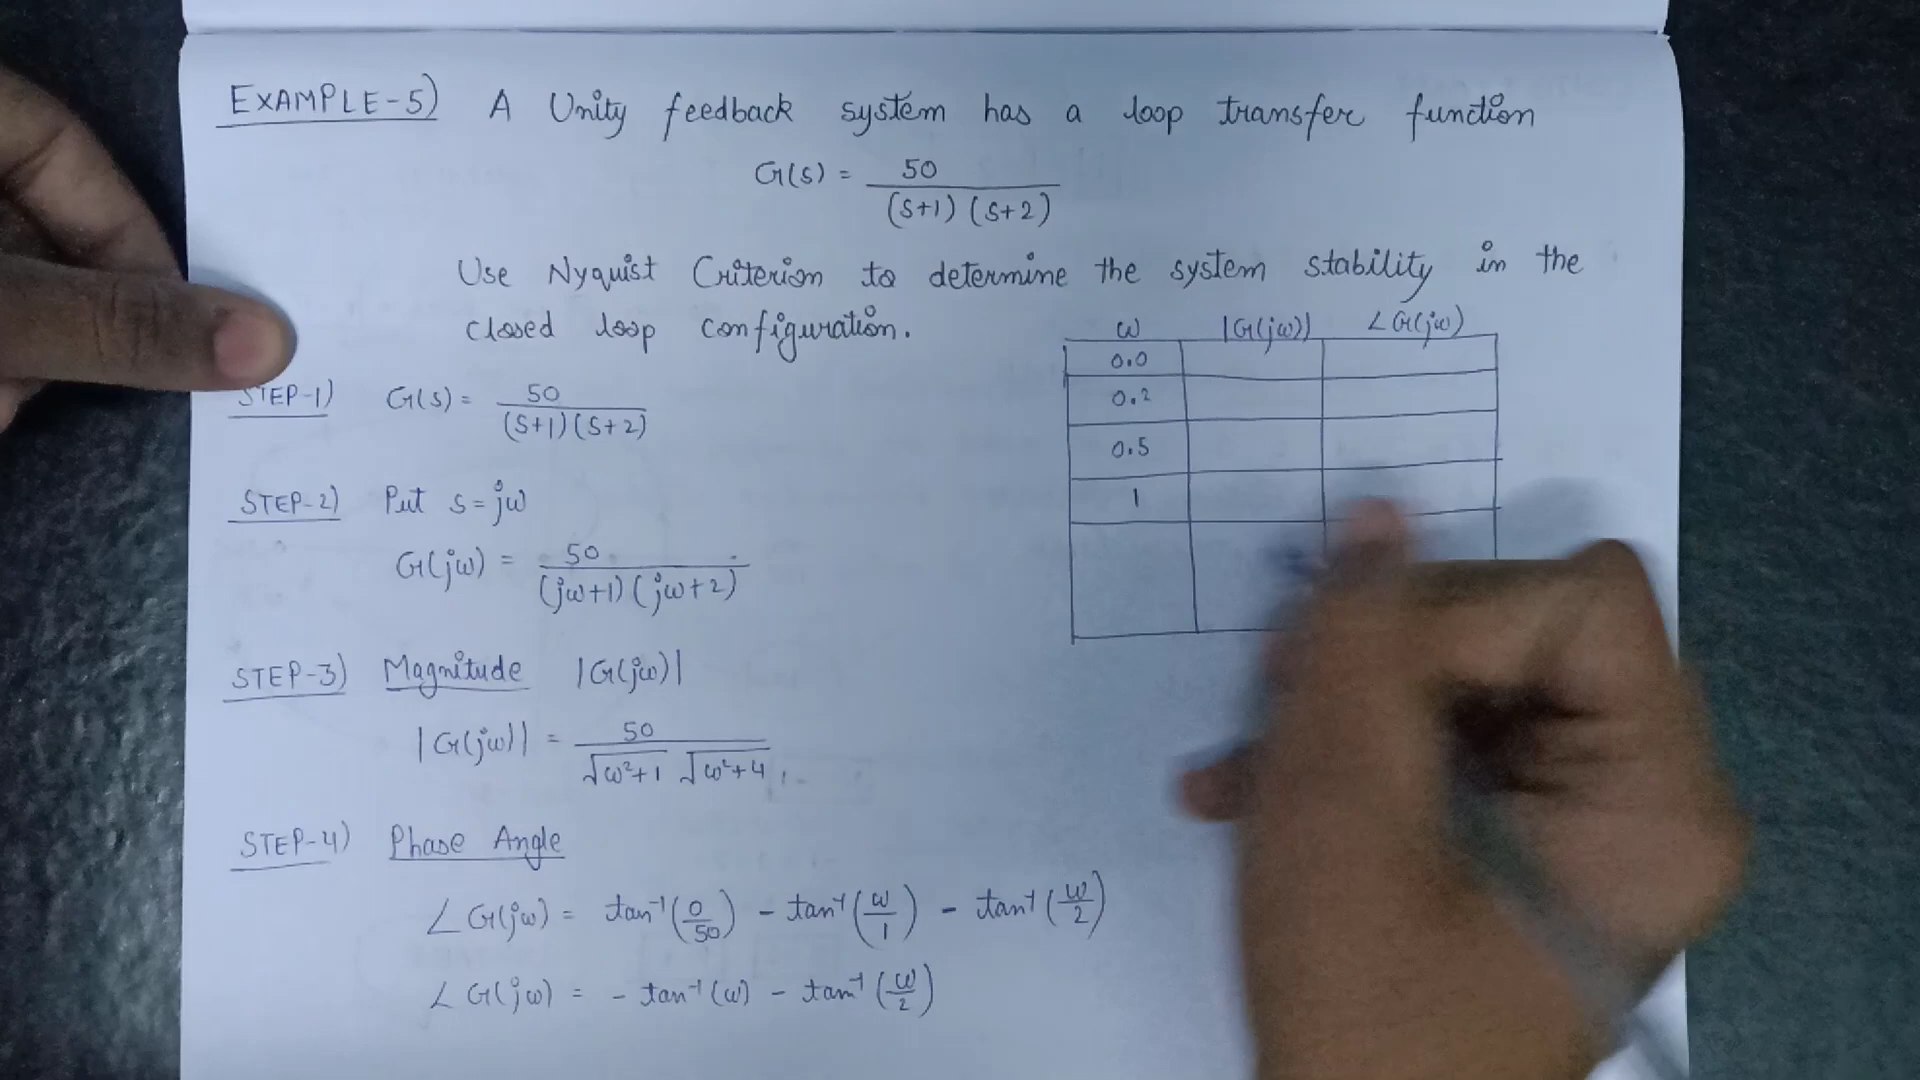 EXAMPLE-5) A Unity feedback system has a loop transfer function
G(s) = 50 / (s+1)(s+2)
Use Nyquist Criterion to determine the system stability in the
closed loop configuration.
ω |G(jω)| ∠G(jω)
0.0
0.2
0.5
1
STEP-1) G(s) = 50 / (s+1)(s+2)
STEP-2) Put s=jω
G(jω) = 50 / (jω+1)(jω+2)
STEP-3) Magnitude |G(jω)|
|G(jω)| = 50 / √ω²+1 √ω²+4
STEP-4) Phase Angle
∠G(jω) = tan⁻¹(0/50) - tan⁻¹(ω/1) - tan⁻¹(ω/2)
∠G(jω) = - tan⁻¹(ω) - tan⁻¹(ω/2)